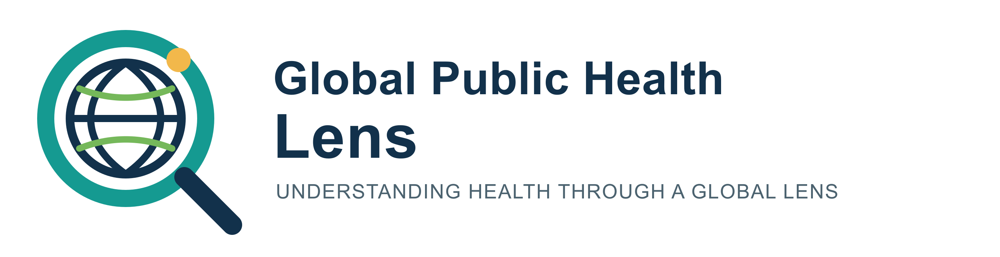 Global Public Health
Lens
UNDERSTANDING HEALTH THROUGH A GLOBAL LENS